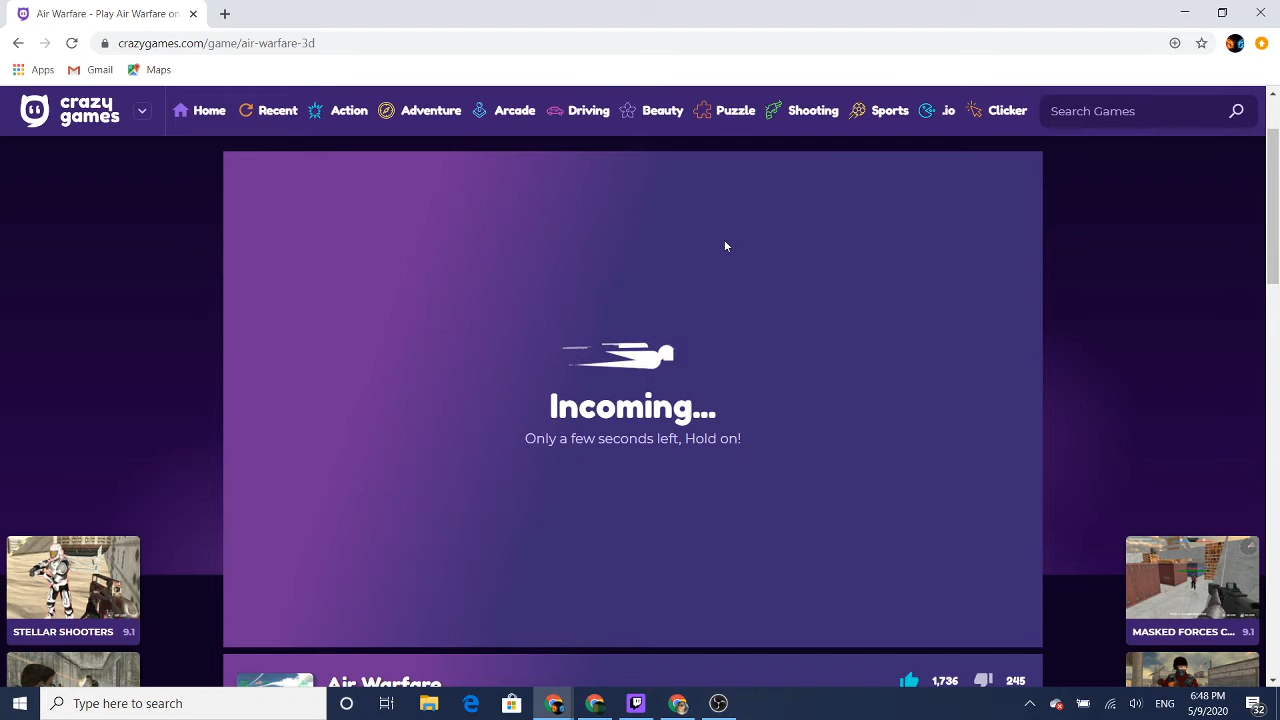 Air Warfare - Play Air Warfare on
crazygames.com/game/air-warfare-3d
Apps Gmail Maps
crazy games
Home Recent Action Adventure Arcade Driving Beauty Puzzle Shooting Sports .io Clicker
Search Games
Incoming...
Only a few seconds left, Hold on!
STELLAR SHOOTERS 9.1
MASKED FORCES C... 9.1
Air Warfare
1,736 245
Type here to search
ENG
6:48 PM
5/9/2020
32